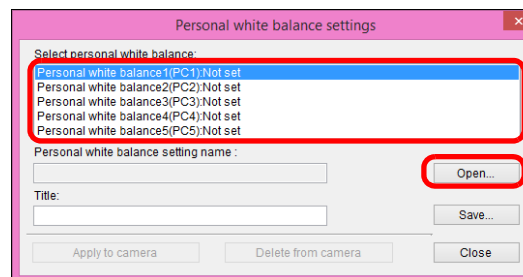 Personal white balance settings
Select personal white balance:
Personal white balance1(PC1):Not set
Personal white balance2(PC2):Not set
Personal white balance3(PC3):Not set
Personal white balance4(PC4):Not set
Personal white balance5(PC5):Not set
Personal white balance setting name :
Open...
Title:
Save...
Apply to camera Delete from camera Close